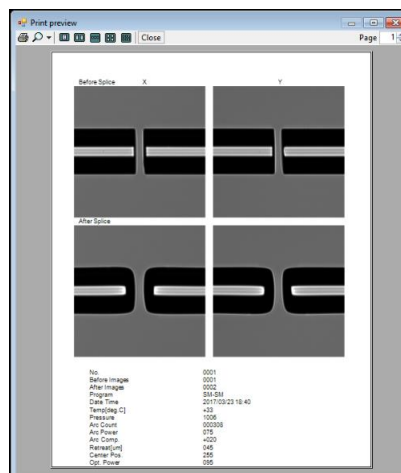 Print preview
Close Page 1
Before Splice X Y
After Splice
No. 0001
Before Images 0001
After Images 0002
Program SM-SM
Date Time 2017/03/23 18:40
Temp[deg.C] +33
Pressure 1006
Arc Count 000308
Arc Power 075
Arc Comp. +020
Retreat[um] 045
Center Pos. 255
Opt. Power 095